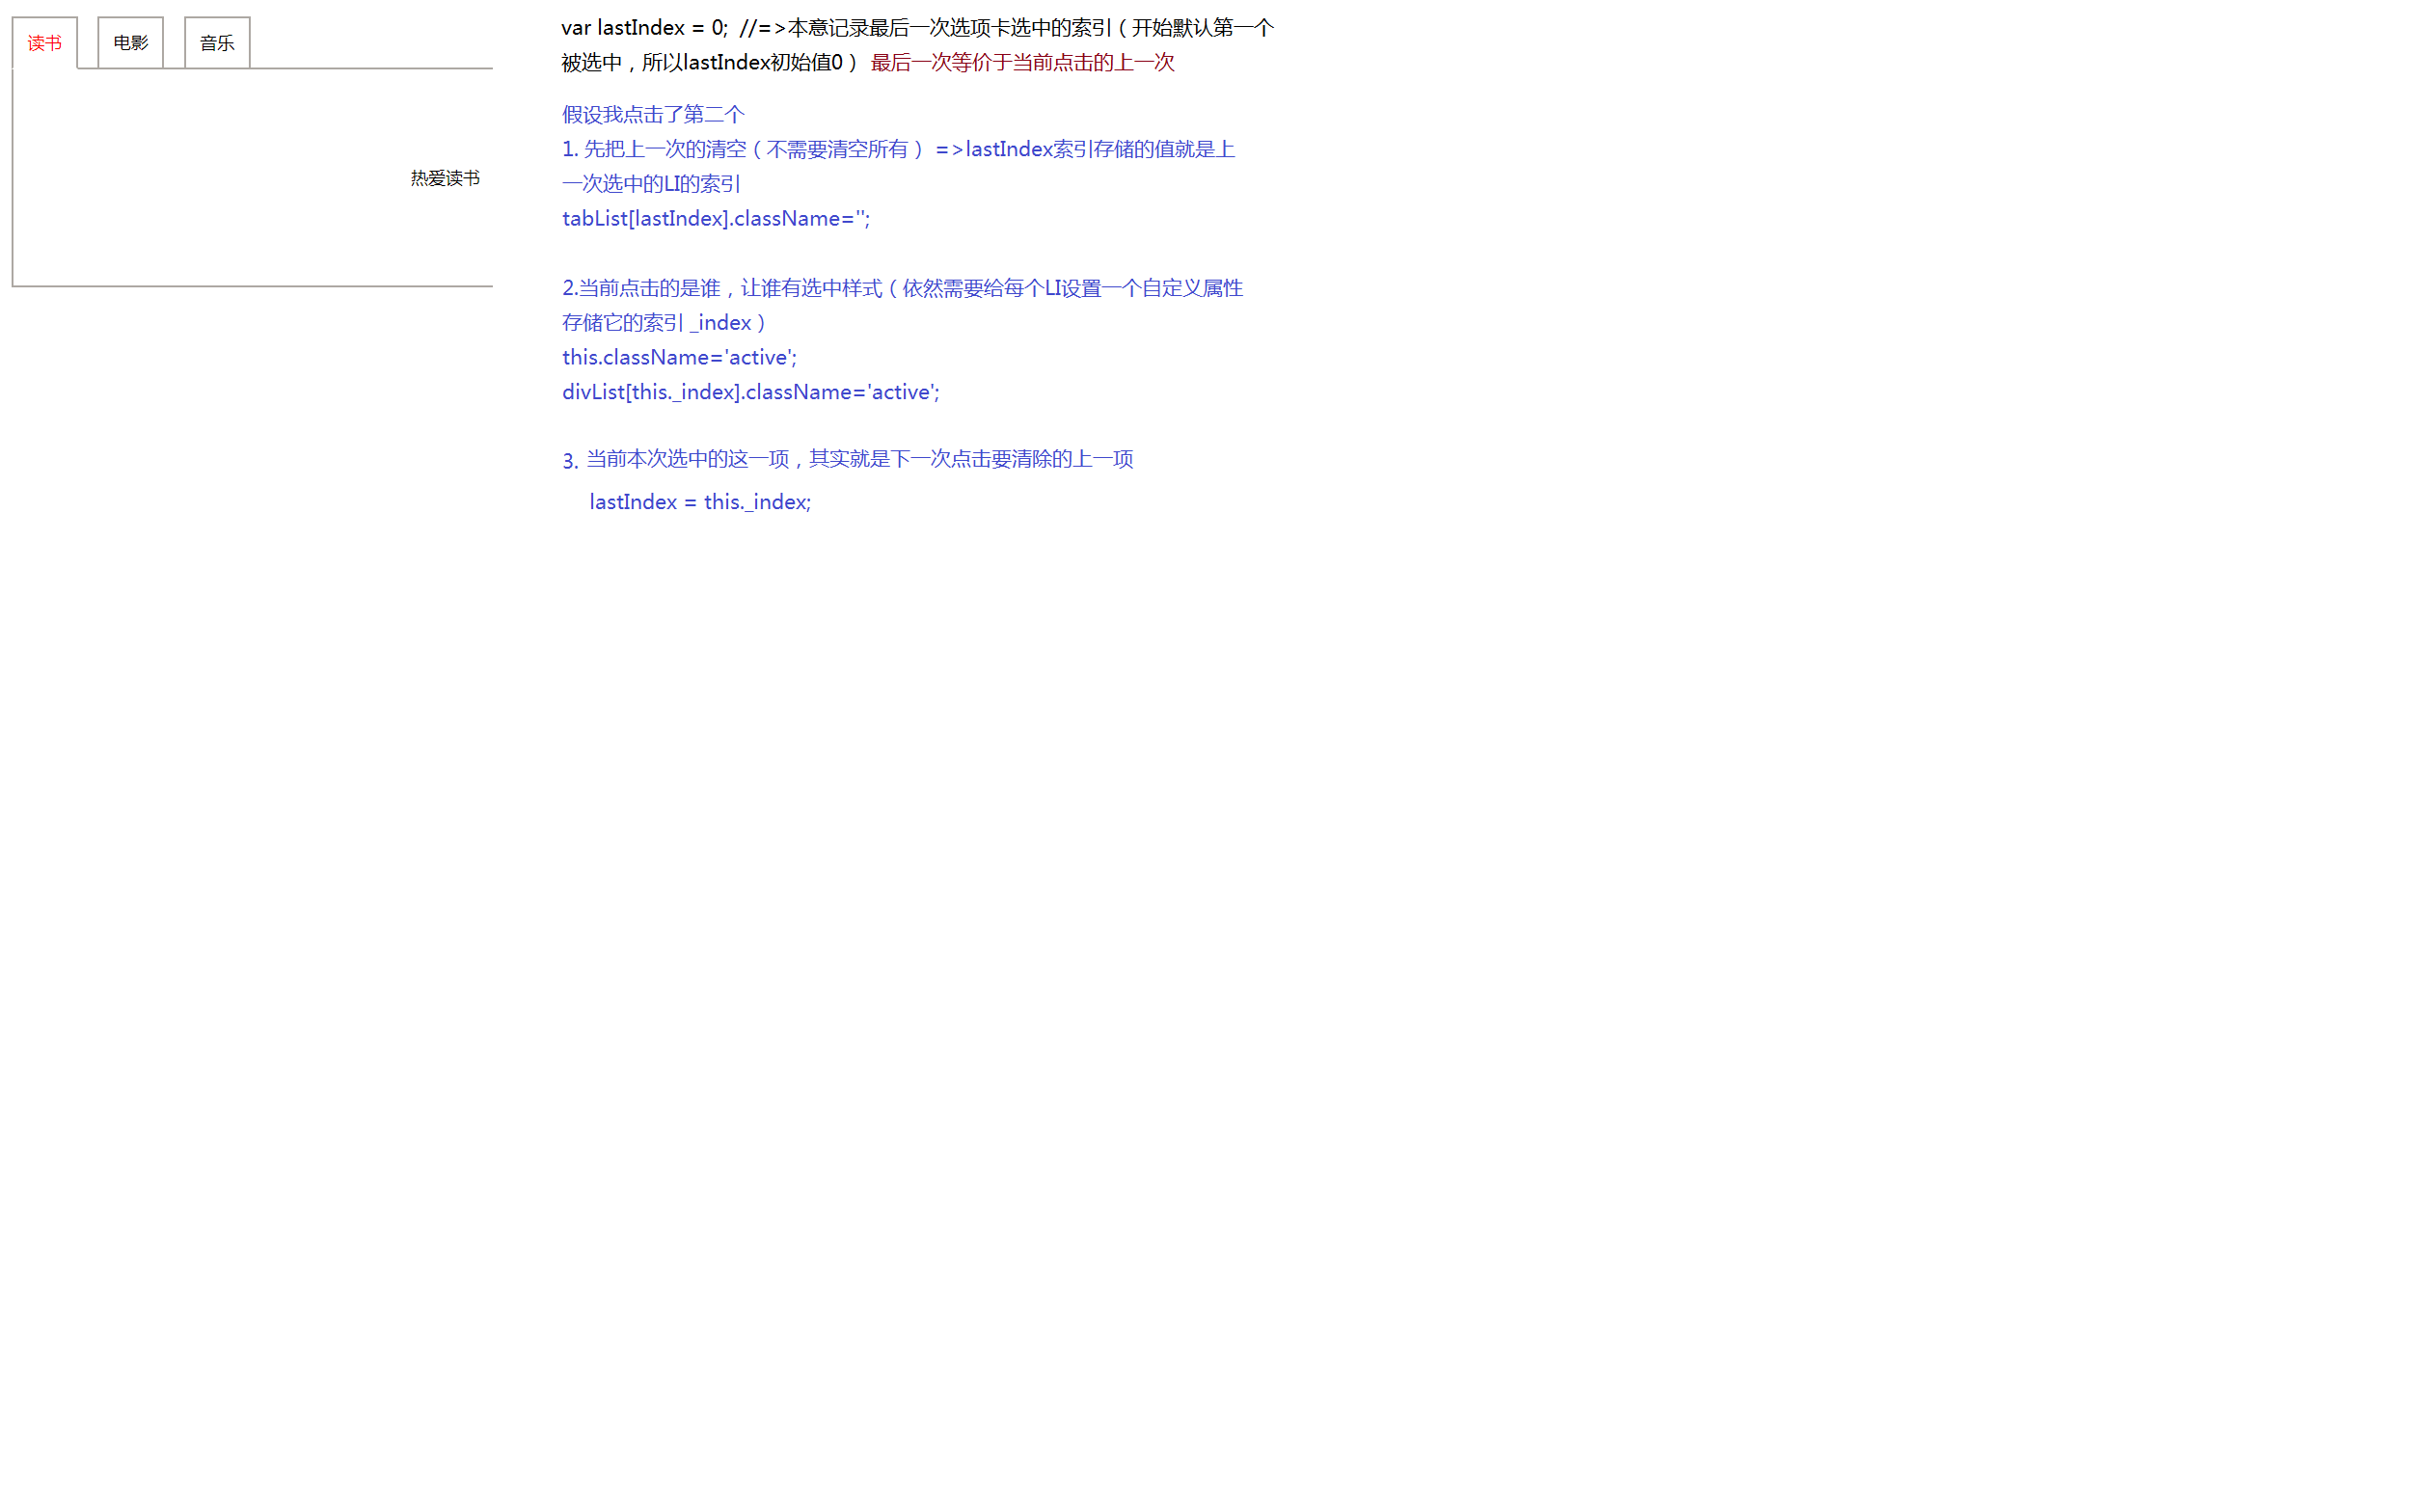 读书 电影 音乐
热爱读书
var lastIndex = 0;  //=>本意记录最后一次选项卡选中的索引（开始默认第一个
被选中，所以lastIndex初始值0） 最后一次等价于当前点击的上一次
假设我点击了第二个
1. 先把上一次的清空（不需要清空所有） =>lastIndex索引存储的值就是上
一次选中的LI的索引
tabList[lastIndex].className='';
2.当前点击的是谁，让谁有选中样式（依然需要给每个LI设置一个自定义属性
存储它的索引 _index）
this.className='active';
divList[this._index].className='active';
3. 当前本次选中的这一项，其实就是下一次点击要清除的上一项
lastIndex = this._index;